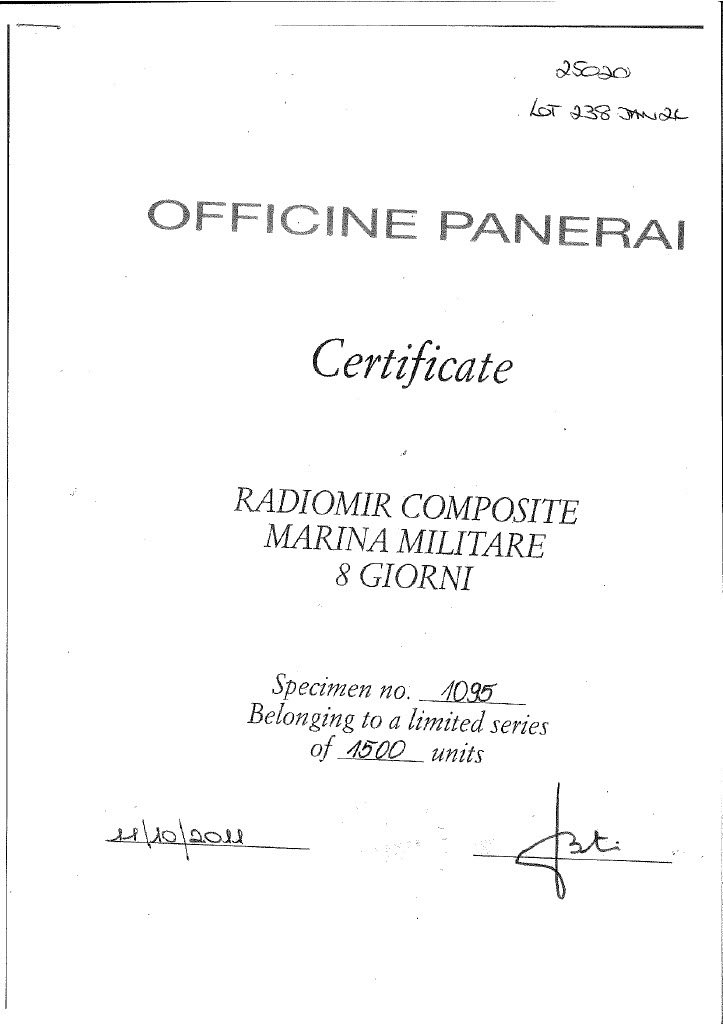 25020
LOT 238 JAN 2
OFFICINE PANERAI
Certificate
RADIOMIR COMPOSITE
MARINA MILITARE
8 GIORNI
Specimen no. 1095
Belonging to a limited series
of 1500 units
11/10/2011